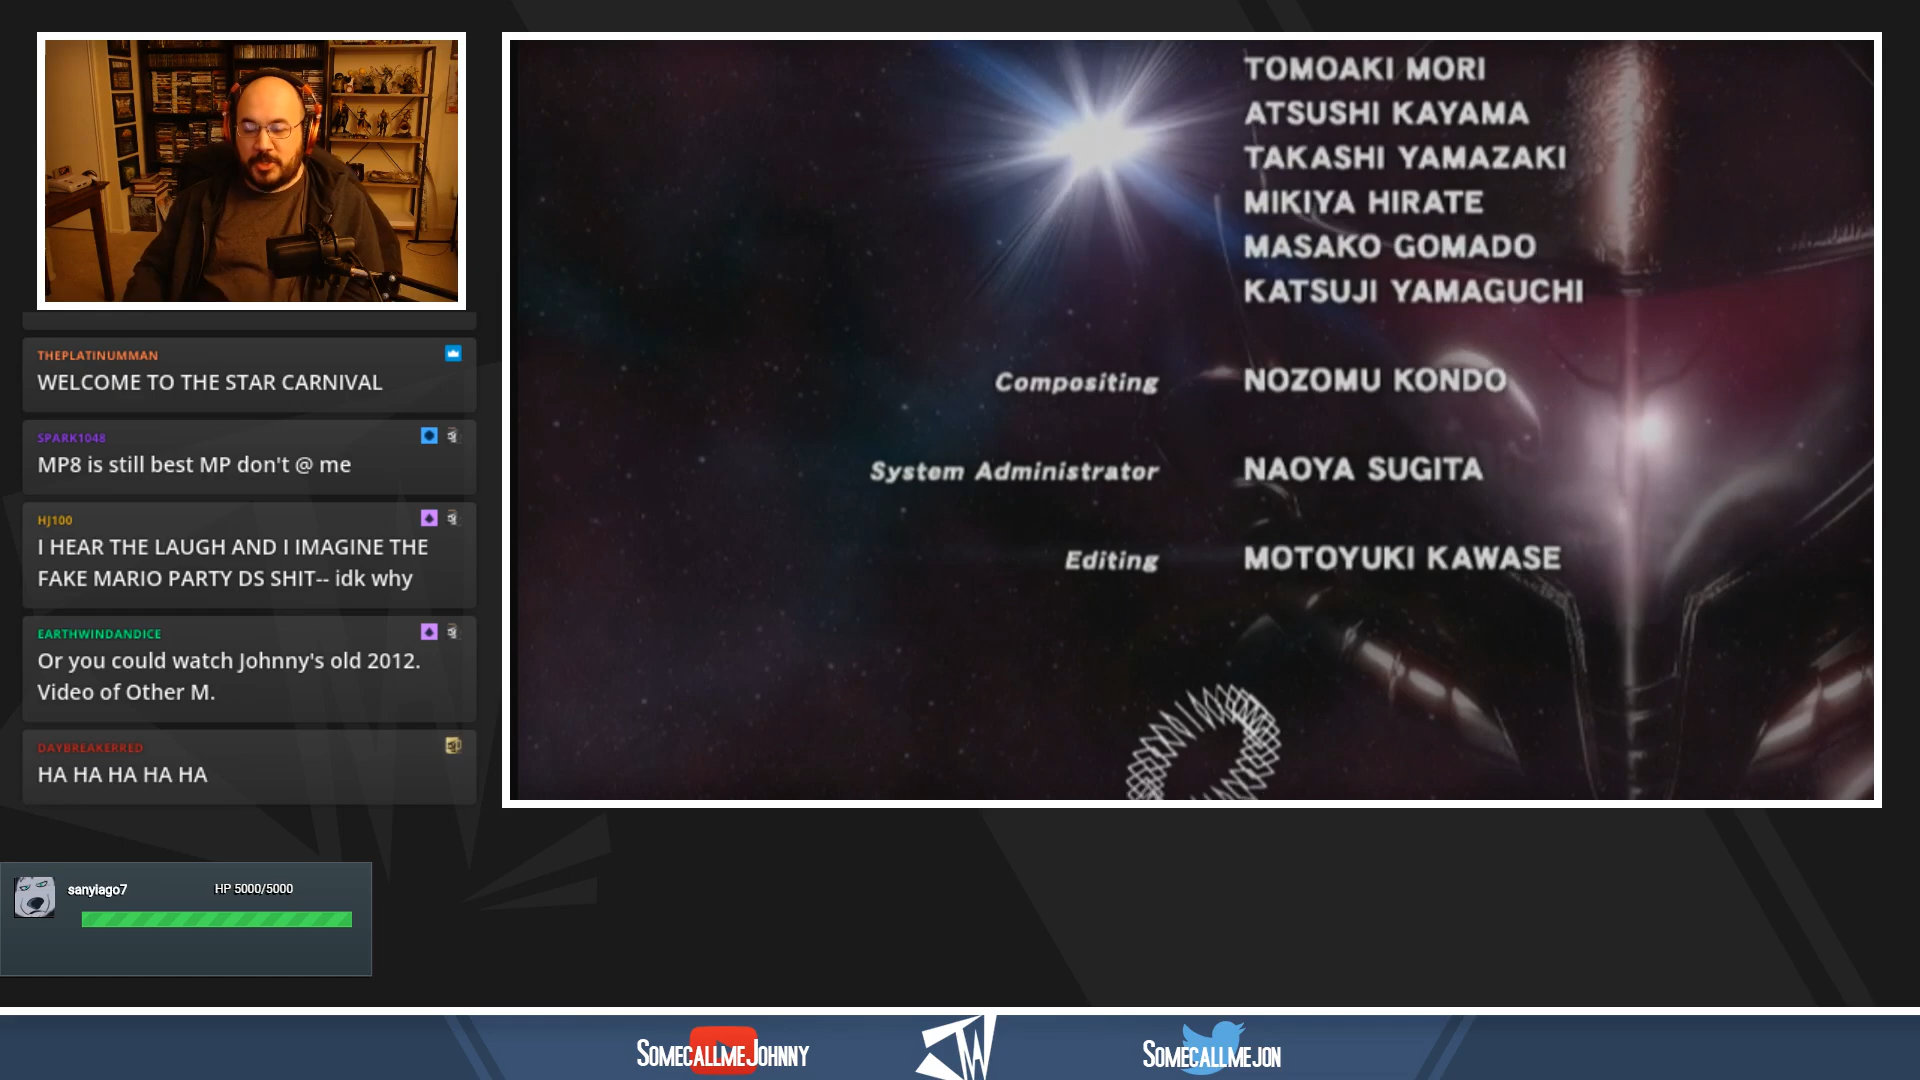 THEPLATINUMMAN
WELCOME TO THE STAR CARNIVAL
SPARK1048
MP8 is still best MP don't @ me
HJ100
I HEAR THE LAUGH AND I IMAGINE THE
FAKE MARIO PARTY DS SHIT-- idk why
EARTHWINDANDICE
Or you could watch Johnny's old 2012.
Video of Other M.
DAYBREAKERRED
HA HA HA HA HA
sanyiago7
HP 5000/5000
TOMOAKI MORI
ATSUSHI KAYAMA
TAKASHI YAMAZAKI
MIKIYA HIRATE
MASAKO GOMADO
KATSUJI YAMAGUCHI
Compositing NOZOMU KONDO
System Administrator NAOYA SUGITA
Editing MOTOYUKI KAWASE
SOMECALLMEJOHNNY
SOMECALLMEJON